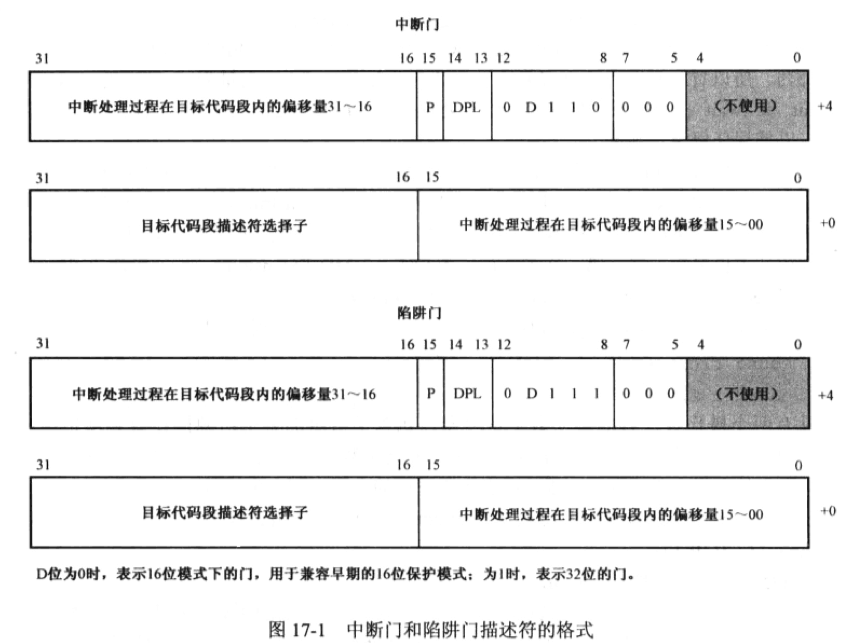 中断门
31 16 15 14 13 12 8 7 5 4 0
中断处理过程在目标代码段内的偏移量31～16 P DPL 0 D 1 1 0 0 0 0 （不使用） +4
31 16 15 0
目标代码段描述符选择子 中断处理过程在目标代码段内的偏移量15～00 +0
陷阱门
31 16 15 14 13 12 8 7 5 4 0
中断处理过程在目标代码段内的偏移量31～16 P DPL 0 D 1 1 1 0 0 0 （不使用） +4
31 16 15 0
目标代码段描述符选择子 中断处理过程在目标代码段内的偏移量15～00 +0
D位为0时，表示16位模式下的门，用于兼容早期的16位保护模式；为1时，表示32位的门。
图 17-1 中断门和陷阱门描述符的格式